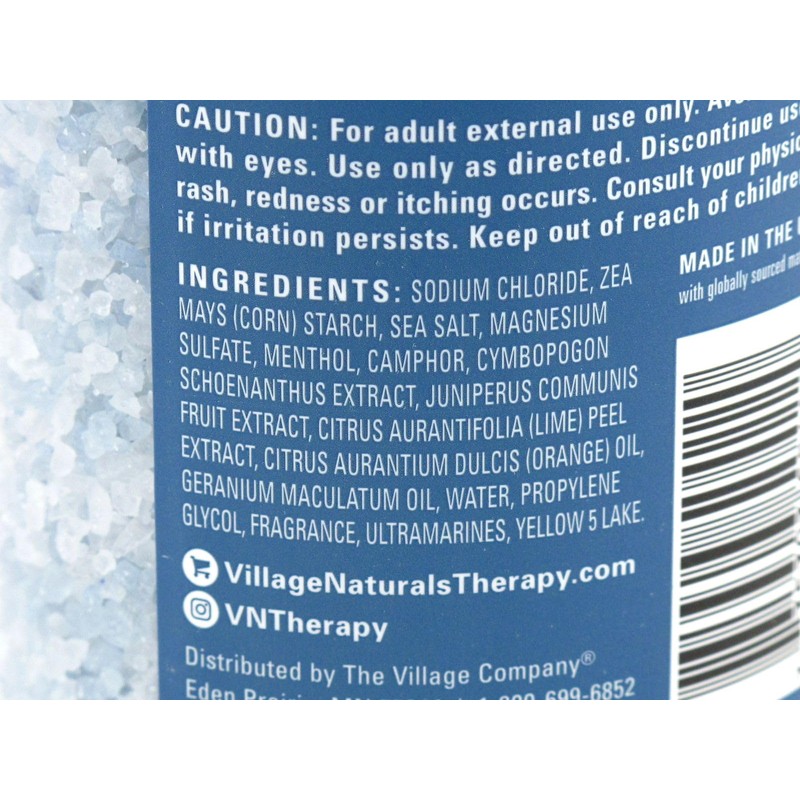 CAUTION: For adult external use only.
with eyes. Use only as directed. Discontinue
rash, redness or itching occurs. Consult your
if irritation persists. Keep out of reach of
MADE IN THE
with globally sourced
INGREDIENTS: SODIUM CHLORIDE, ZEA
MAYS (CORN) STARCH, SEA SALT, MAGNESIUM
SULFATE, MENTHOL, CAMPHOR, CYMBOPOGON
SCHOENANTHUS EXTRACT, JUNIPERUS COMMUNIS
FRUIT EXTRACT, CITRUS AURANTIFOLIA (LIME) PEEL
EXTRACT, CITRUS AURANTIUM DULCIS (ORANGE) OIL,
GERANIUM MACULATUM OIL, WATER, PROPYLENE
GLYCOL, FRAGRANCE, ULTRAMARINES, YELLOW 5 LAKE.
VillageNaturalsTherapy.com
VNTherapy
Distributed by The Village Company®
Eden